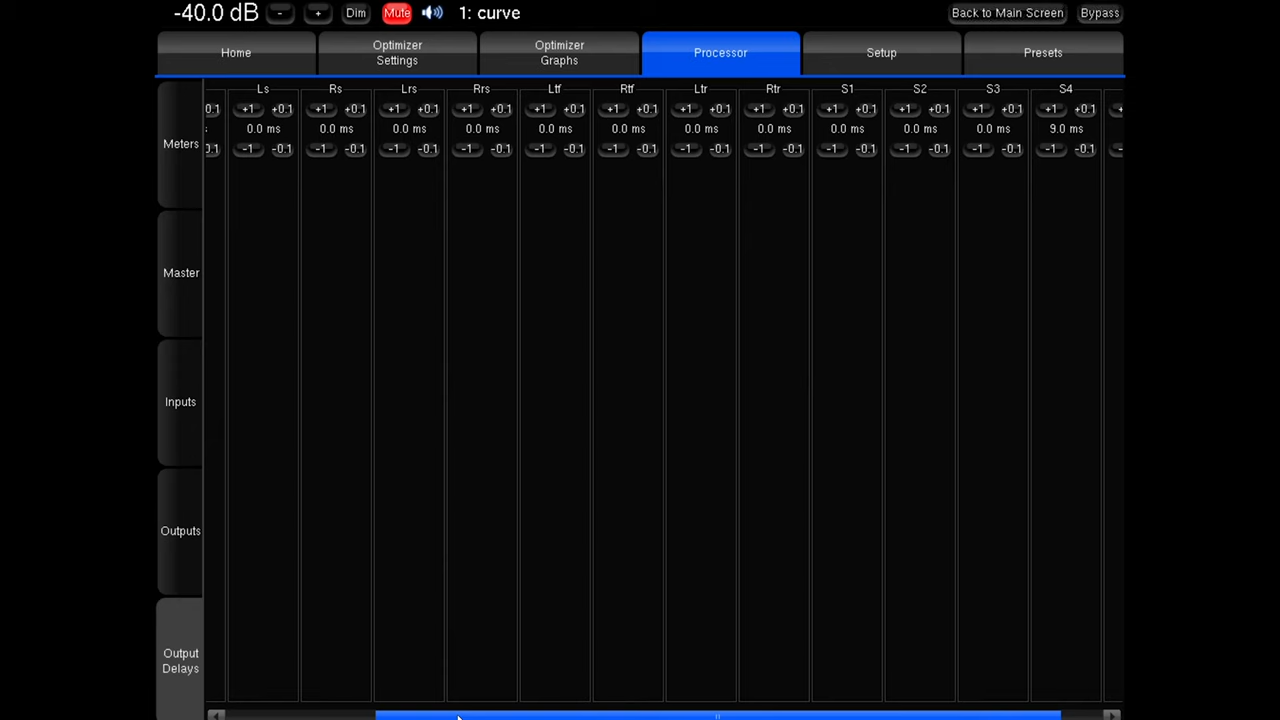 -40.0 dB - + Dim Mute 1: curve Back to Main Screen Bypass
Home Optimizer Settings Optimizer Graphs Processor Setup Presets
Ls Rs Lrs Rrs Ltf Rtf Ltr Rtr S1 S2 S3 S4
0.1 +1 +0.1 +1 +0.1 +1 +0.1 +1 +0.1 +1 +0.1 +1 +0.1 +1 +0.1 +1 +0.1 +1 +0.1 +1 +0.1 +1 +0.1 +1 +0.1
0.0 ms 0.0 ms 0.0 ms 0.0 ms 0.0 ms 0.0 ms 0.0 ms 0.0 ms 0.0 ms 0.0 ms 0.0 ms 9.0 ms
0.1 -1 -0.1 -1 -0.1 -1 -0.1 -1 -0.1 -1 -0.1 -1 -0.1 -1 -0.1 -1 -0.1 -1 -0.1 -1 -0.1 -1 -0.1 -1 -0.1
Meters
Master
Inputs
Outputs
Output
Delays